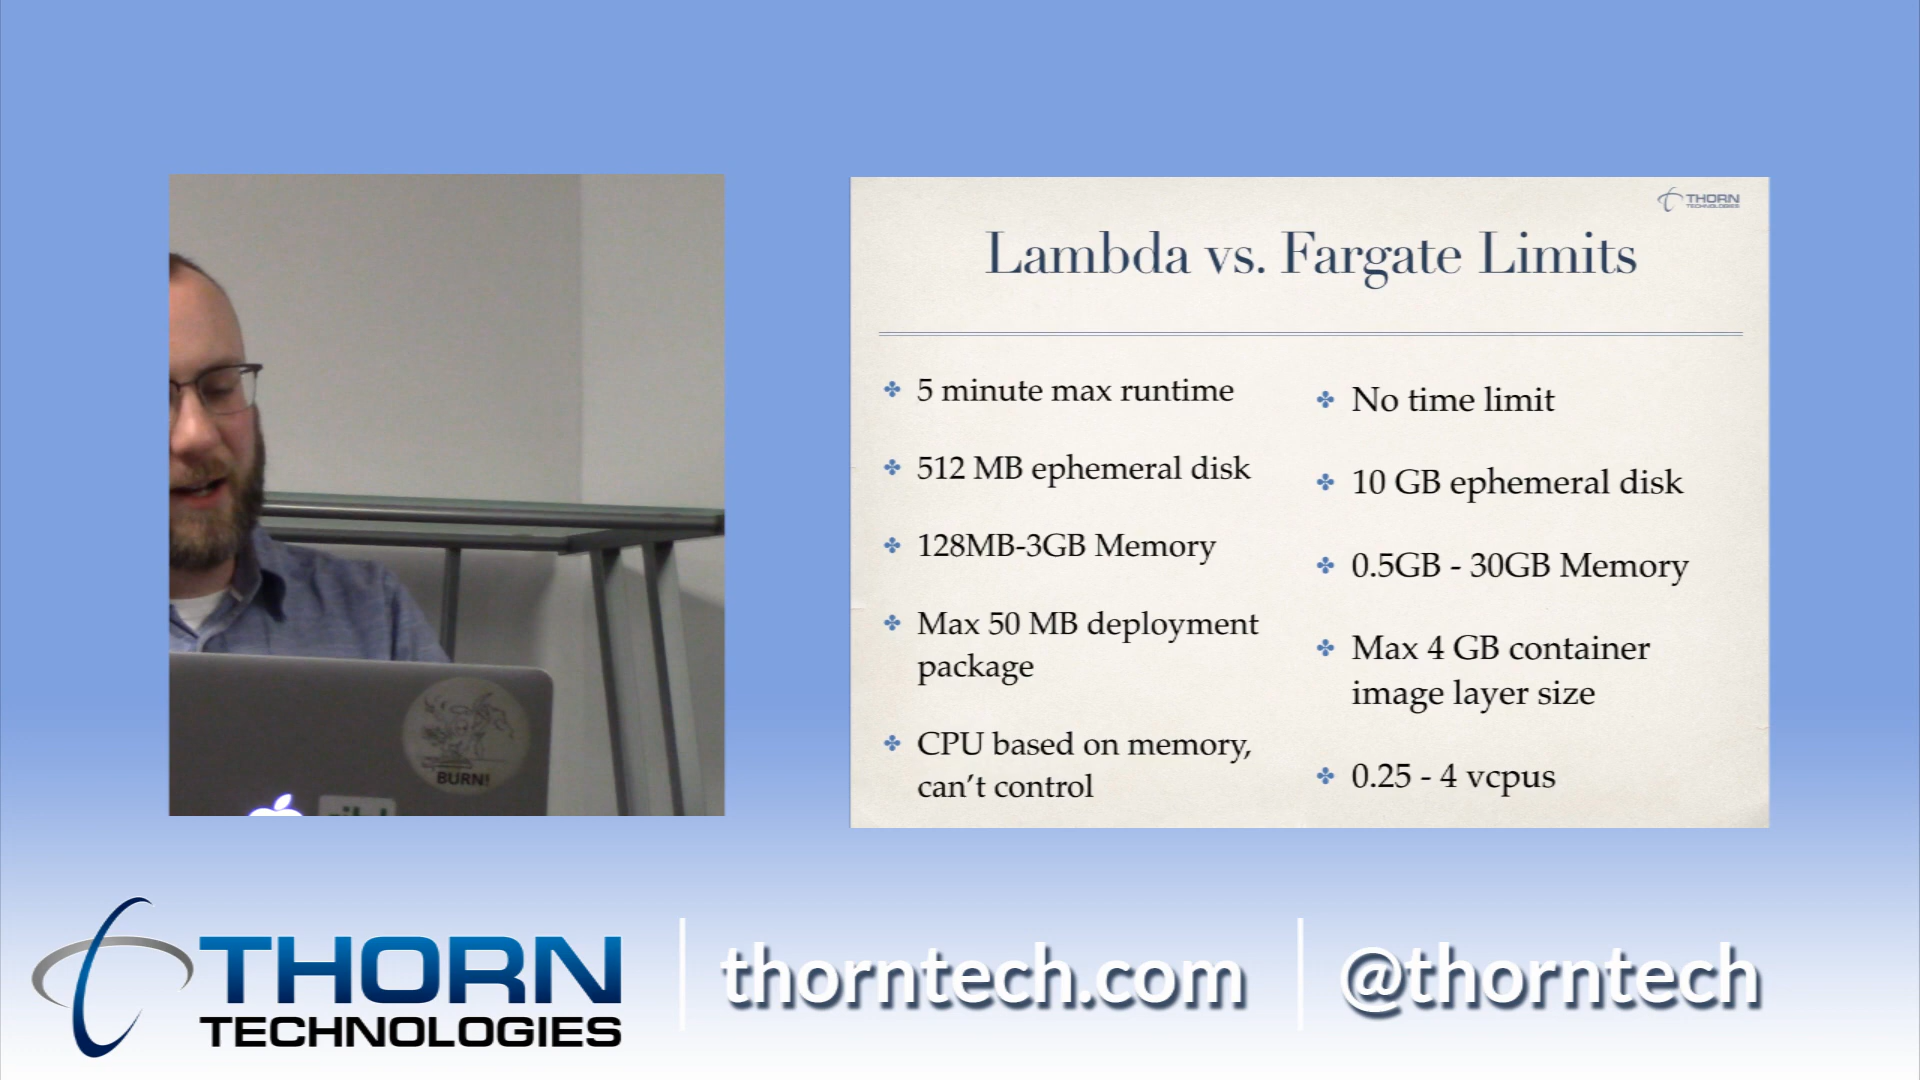 THORN
TECHNOLOGIES
Lambda vs. Fargate Limits
5 minute max runtime
512 MB ephemeral disk
128MB-3GB Memory
Max 50 MB deployment
package
CPU based on memory,
can't control
No time limit
10 GB ephemeral disk
0.5GB - 30GB Memory
Max 4 GB container
image layer size
0.25 - 4 vcpus
BURN!
THORN
TECHNOLOGIES
thorntech.com
@thorntech